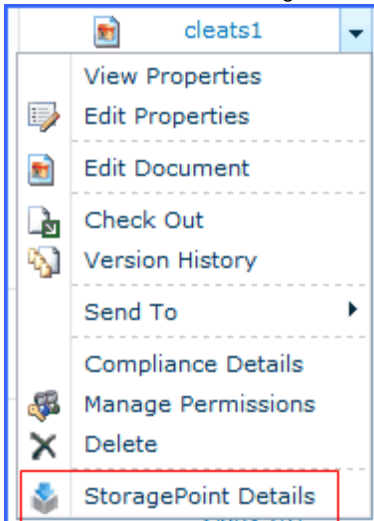 cleats1
View Properties
Edit Properties
Edit Document
Check Out
Version History
Send To
Compliance Details
Manage Permissions
Delete
StoragePoint Details